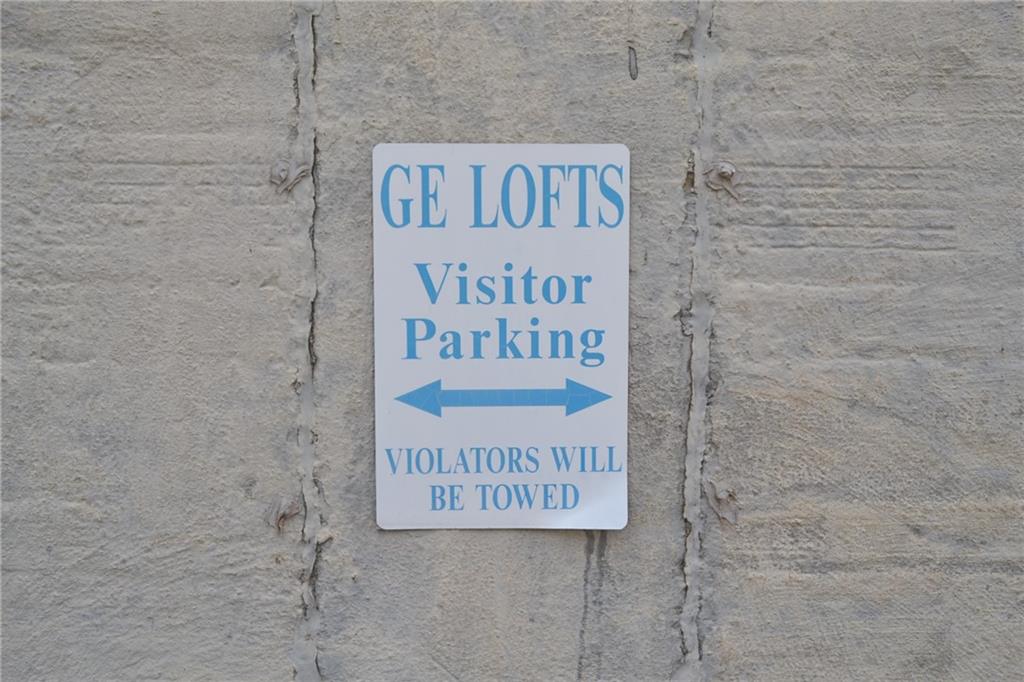 GE LOFTS
Visitor
Parking
VIOLATORS WILL
BE TOWED